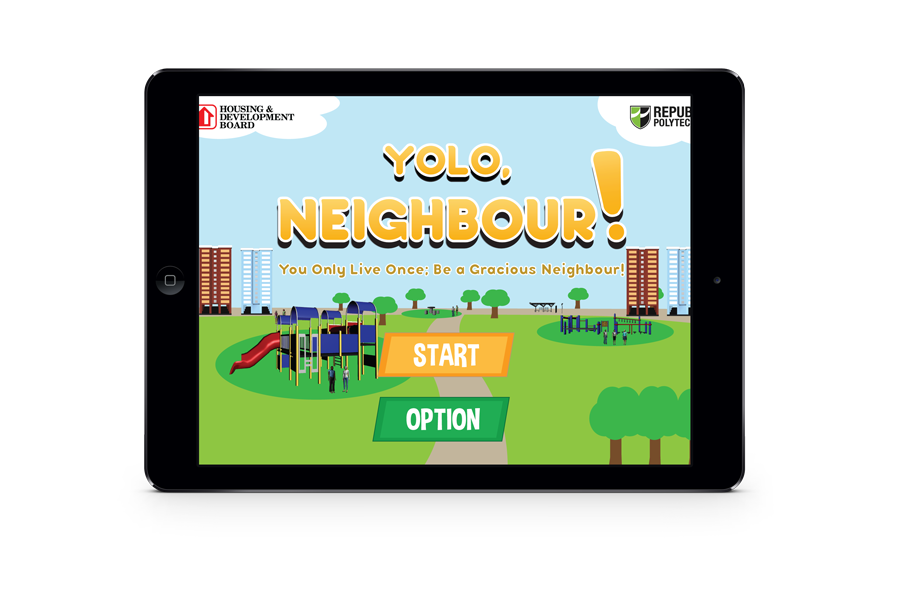 HOUSING &
DEVELOPMENT
BOARD
REPUB
POLYTEC
YOLO,
NEIGHBOUR!
You Only Live Once; Be a Gracious Neighbour!
START
OPTION